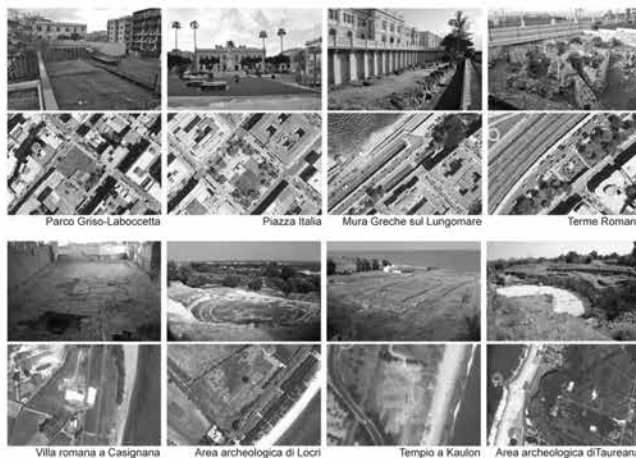 Parco Griso-Laboccetta
Piazza Italia
Mura Greche sul Lungomare
Terme Roman
Villa romana a Casignana
Area archeologica di Locri
Tempio a Kaulon
Area archeologica diTaureana